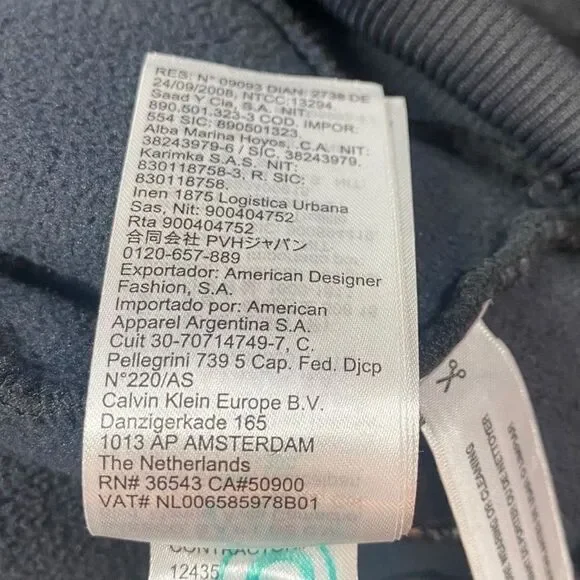 RES: N° 09093 DIAN: 2738 DE
24/09/2008, NTCC:13294
Saad Y Cia, S.A. NIT:
890.501.323-3 COD. IMPOR:
554 SIC: 890501323.
Alba Marina Hoyos, .C.A. NIT:
38243979-6 / SIC, 38243979.
Karimka S.A.S. NIT:
830118758-3, R. SIC:
830118758.
Inen 1875 Logistica Urbana
Sas, Nit: 900404752
Rta 900404752
合同会社 PVHジャパン
0120-657-889
Exportador: American Designer
Fashion, S.A.
Importado por: American
Apparel Argentina S.A.
Cuit 30-70714749-7, C.
Pellegrini 739 5 Cap. Fed. Djcp
N°220/AS
Calvin Klein Europe B.V.
Danzigerkade 165
1013 AP AMSTERDAM
The Netherlands
RN# 36543 CA#50900
VAT# NL006585978B01
CONTRACTOR
12435